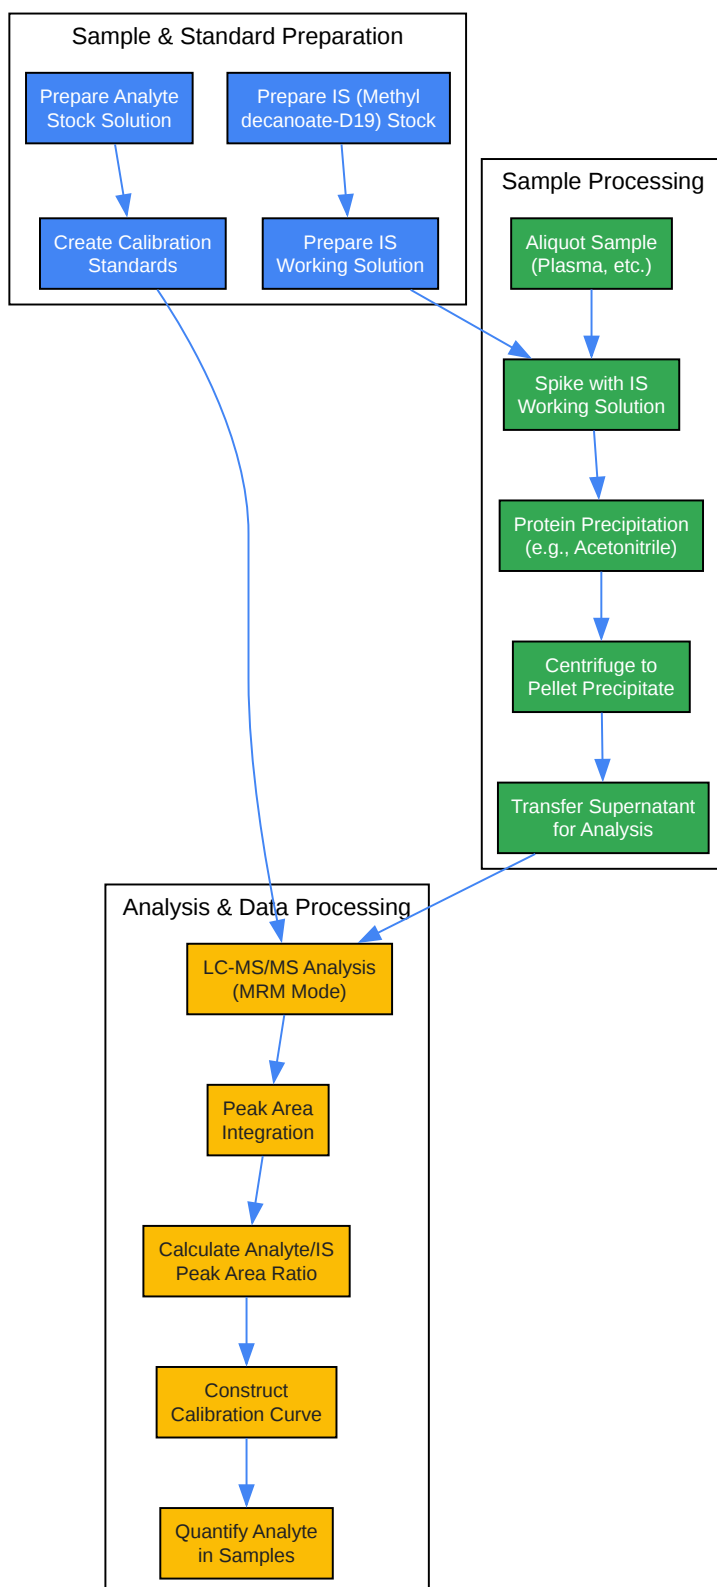 Sample & Standard Preparation
Prepare Analyte
Stock Solution
Prepare IS (Methyl
decanoate-D19) Stock
Create Calibration
Standards
Prepare IS
Working Solution
Sample Processing
Aliquot Sample
(Plasma, etc.)
Spike with IS
Working Solution
Protein Precipitation
(e.g., Acetonitrile)
Centrifuge to
Pellet Precipitate
Transfer Supernatant
for Analysis
Analysis & Data Processing
LC-MS/MS Analysis
(MRM Mode)
Peak Area
Integration
Calculate Analyte/IS
Peak Area Ratio
Construct
Calibration Curve
Quantify Analyte
in Samples